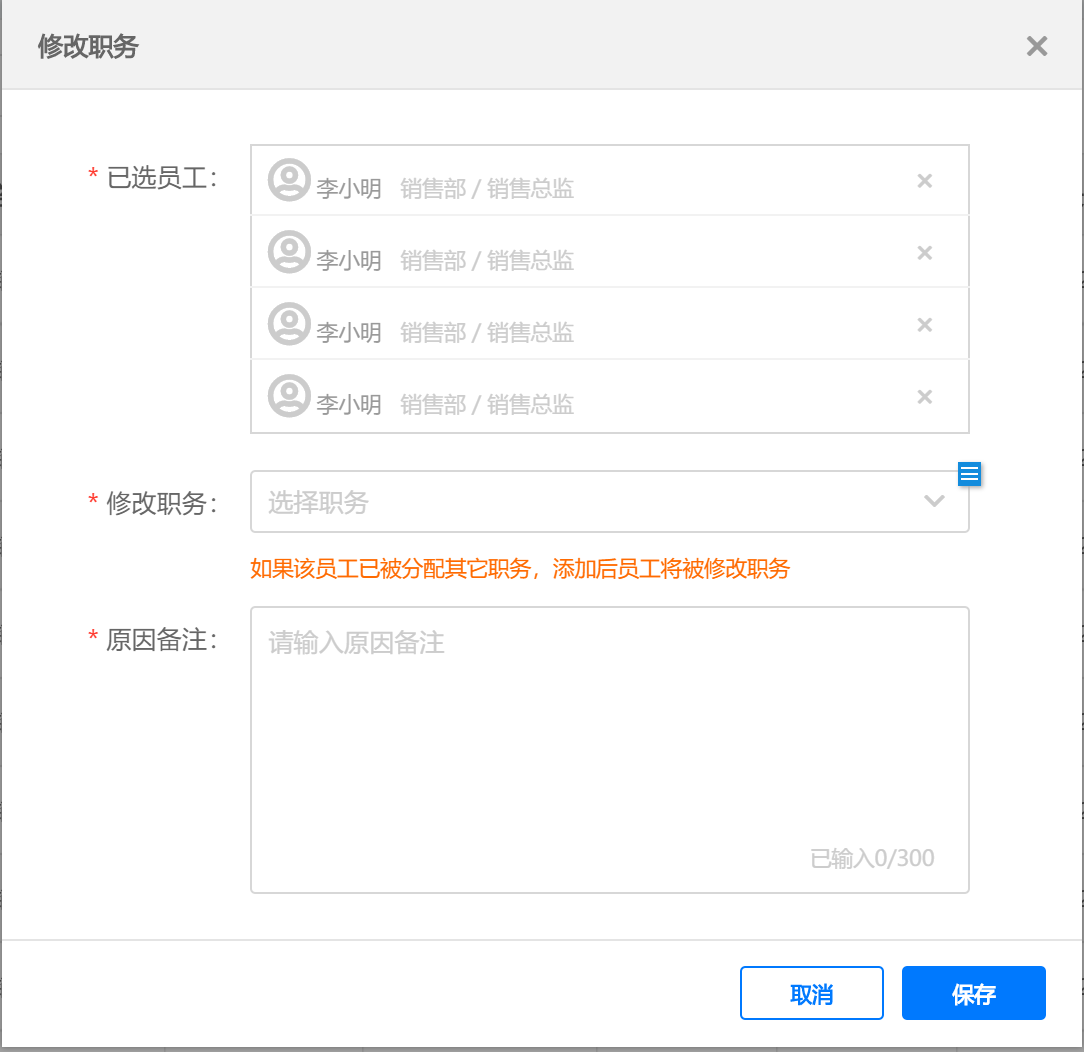 修改职务
* 已选员工：
李小明 销售部 / 销售总监
李小明 销售部 / 销售总监
李小明 销售部 / 销售总监
李小明 销售部 / 销售总监
* 修改职务：
选择职务
如果该员工已被分配其它职务，添加后员工将被修改职务
* 原因备注：
请输入原因备注
已输入0/300
取消
保存